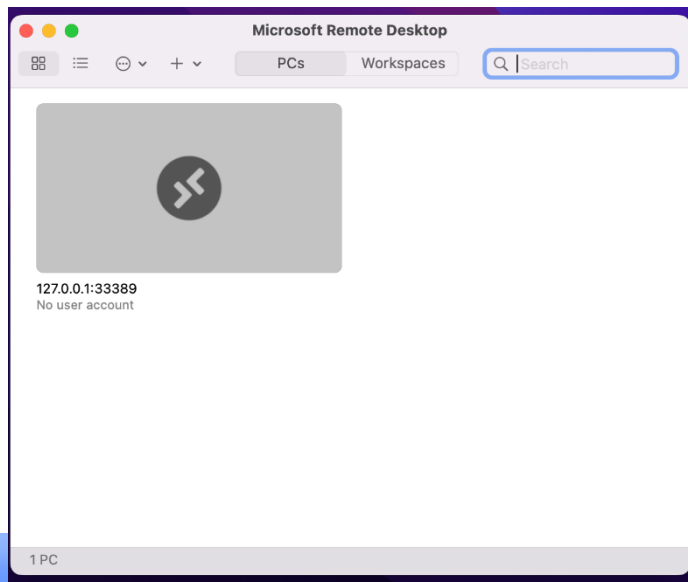 Microsoft Remote Desktop
PCs Workspaces Search
127.0.0.1:33389
No user account
1 PC